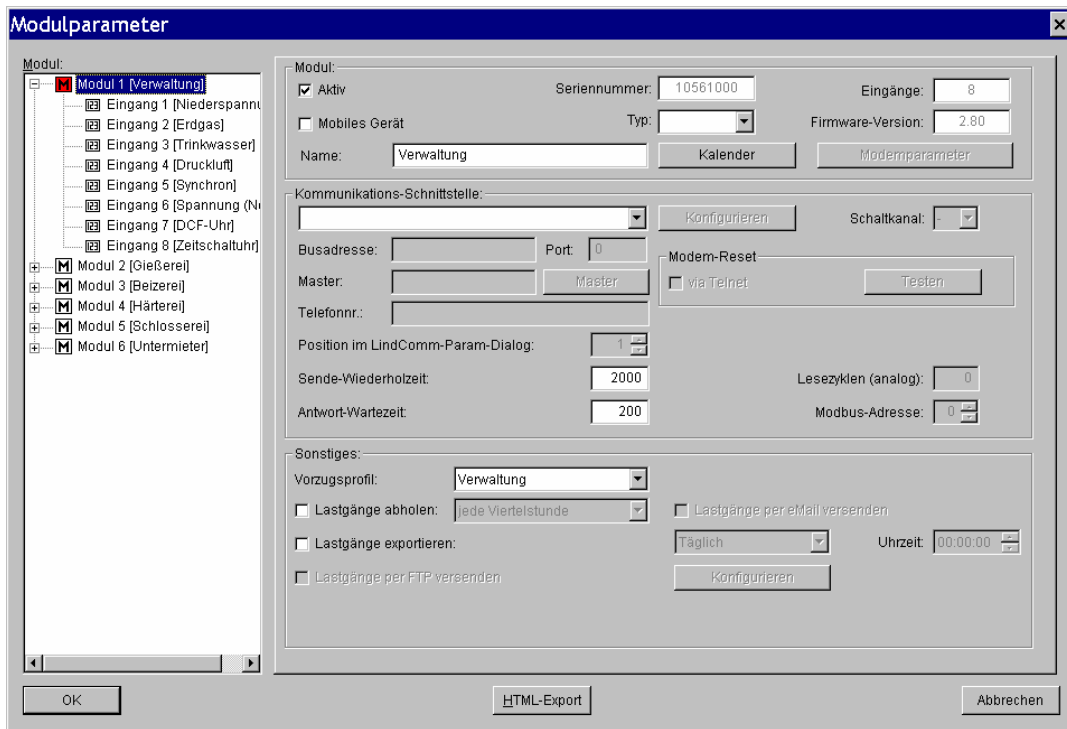 Modulparameter
Modul:
Modul 1 [Verwaltung]
Eingang 1 [Niederspannu
Eingang 2 [Erdgas]
Eingang 3 [Trinkwasser]
Eingang 4 [Druckluft]
Eingang 5 [Synchron]
Eingang 6 [Spannung (N
Eingang 7 [DCF-Uhr]
Eingang 8 [Zeitschaltuhr]
Modul 2 [Gießerei]
Modul 3 [Beizerei]
Modul 4 [Härterei]
Modul 5 [Schlosserei]
Modul 6 [Untermieter]
Modul:
Aktiv Seriennummer: 10561000 Eingänge: 8
Mobiles Gerät Typ: Firmware-Version: 2.80
Name: Verwaltung Kalender Modemparameter
Kommunikations-Schnittstelle:
Konfigurieren Schaltkanal: -
Busadresse: Port: 0
Modem-Reset
Master: Master via Telnet Testen
Telefonnr.:
Position im LindComm-Param-Dialog: 1
Sende-Wiederholzeit: 2000 Lesezyklen (analog): 0
Antwort-Wartezeit: 200 Modbus-Adresse: 0
Sonstiges:
Vorzugsprofil: Verwaltung
Lastgänge abholen: jede Viertelstunde Lastgänge per eMail versenden
Lastgänge exportieren: Täglich Uhrzeit: 00:00:00
Lastgänge per FTP versenden Konfigurieren
OK HTML-Export Abbrechen